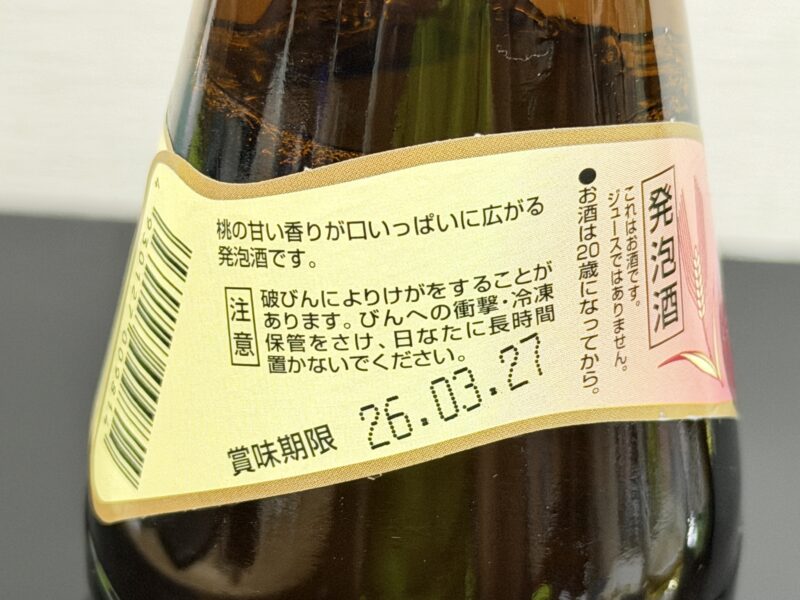 桃の甘い香りが口いっぱいに広がる
発泡酒です。
注意
破びんによりけがをすることが
あります。びんへの衝撃・冷凍
保管をさけ、日なたに長時間
置かないでください。
賞味期限
26.03.27
●お酒は20歳になってから。
これはお酒です。
ジュースではありません。
発泡酒